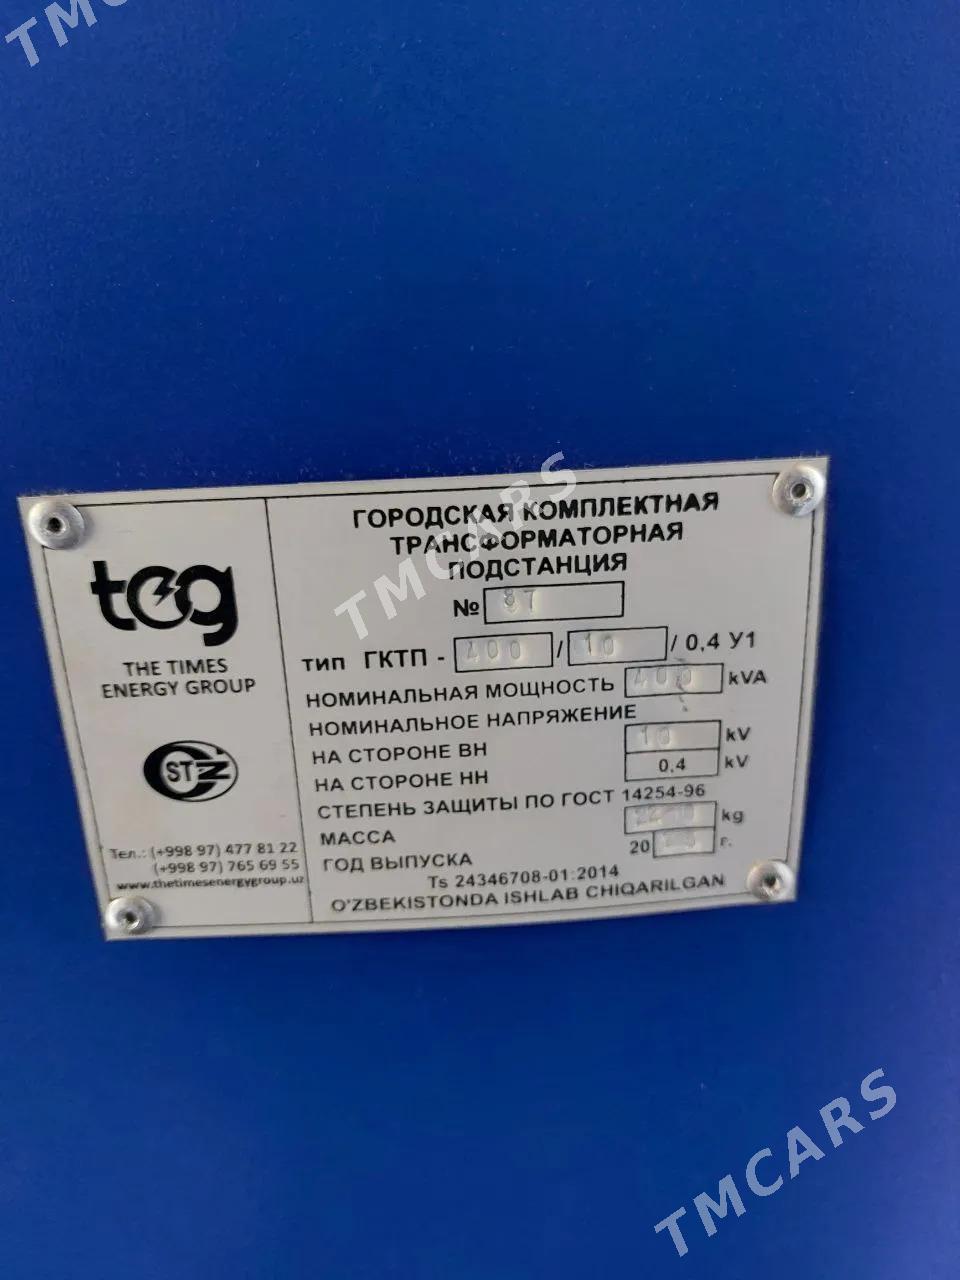 TMCARS
teg
THE TIMES
ENERGY GROUP
STZ
Тел.: (+998 97) 477 81 22
(+998 97) 765 69 55
www.thetimesenergygroup.uz
ГОРОДСКАЯ КОМПЛЕКТНАЯ
ТРАНСФОРМАТОРНАЯ
ПОДСТАНЦИЯ
№ 87
ТИП ГКТП - 400 / 10 / 0,4 У1
НОМИНАЛЬНАЯ МОЩНОСТЬ 400 kVA
НОМИНАЛЬНОЕ НАПРЯЖЕНИЕ
НА СТОРОНЕ ВН 10 kV
НА СТОРОНЕ НН 0,4 kV
СТЕПЕНЬ ЗАЩИТЫ ПО ГОСТ 14254-96
МАССА kg
ГОД ВЫПУСКА 20 г.
Ts 24346708-01:2014
O'ZBEKISTONDA ISHLAB CHIQARILGAN
TMCARS
TMCARS